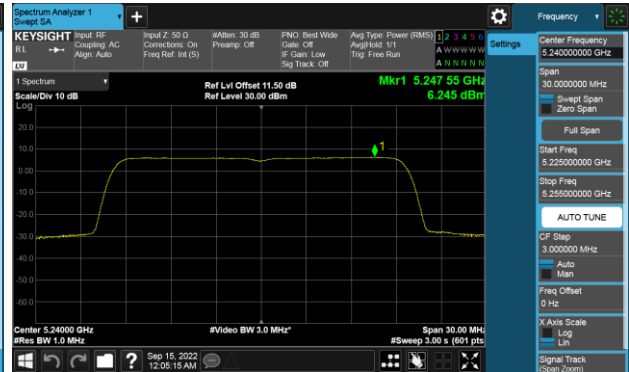 Spectrum Analyzer 1
Swept SA
Frequency
KEYSIGHT
Input: RF
Input Z: 50 Ω
#Atten: 30 dB
PNO: Best Wide
Avg Type: Power (RMS)
1 2 3 4 5 6
RL
Coupling: AC
Corrections: On
Preamp: Off
Gate: Off
Avg|Hold: 1/1
A W W W W W
Align: Auto
Freq Ref: Int (S)
IF Gain: Low
Trig: Free Run
LXI
Sig Track: Off
A N N N N N
Settings
Center Frequency
5.240000000 GHz
Span
30.0000000 MHz
Swept Span
Zero Span
Full Span
Start Freq
5.225000000 GHz
Stop Freq
5.255000000 GHz
AUTO TUNE
CF Step
3.000000 MHz
Auto
Man
Freq Offset
0 Hz
X Axis Scale
Log
Lin
Signal Track
(Span Zoom)
1 Spectrum
Ref Lvl Offset 11.50 dB
Mkr1 5.247 55 GHz
Scale/Div 10 dB
Ref Level 30.00 dBm
6.245 dBm
Log
20.0
10.0
0.00
-10.0
-20.0
-30.0
-40.0
-50.0
-60.0
1
Center 5.24000 GHz
#Video BW 3.0 MHz*
Span 30.00 MHz
#Res BW 1.0 MHz
#Sweep 3.00 s (601 pts)
?
Sep 15, 2022
12:05:15 AM